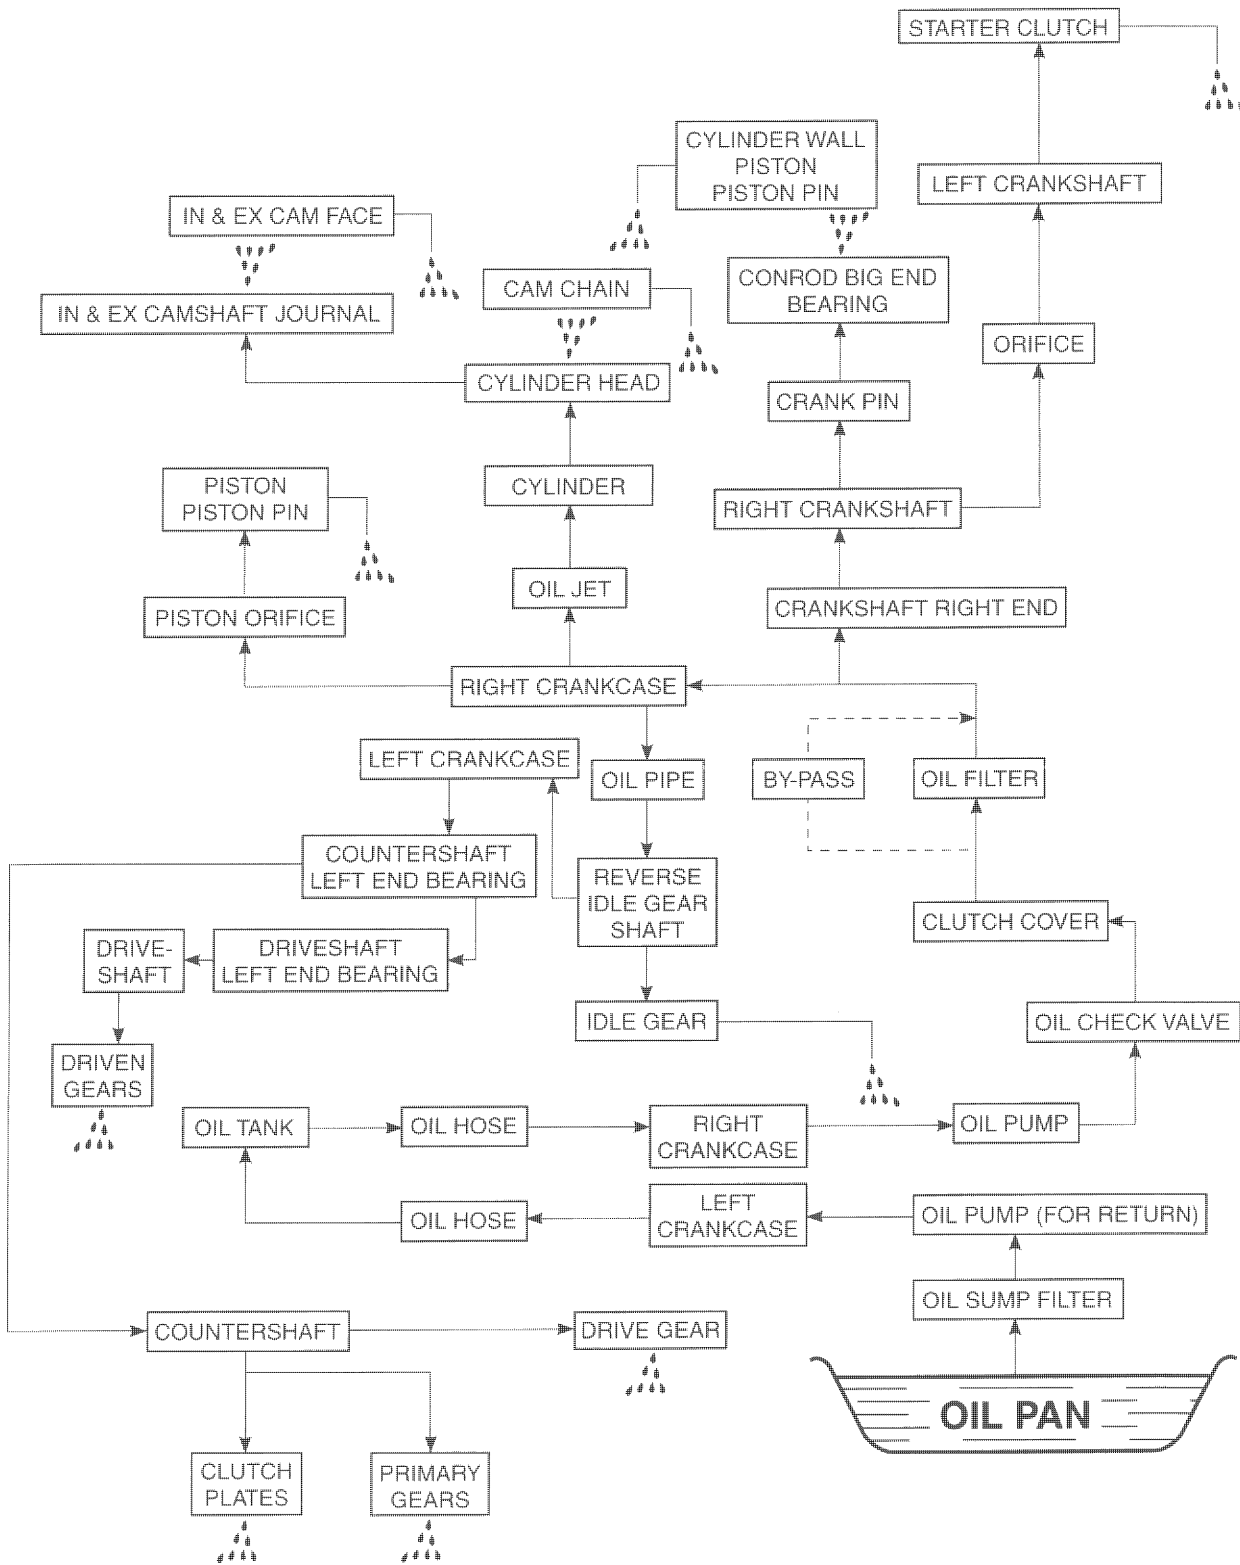 STARTER CLUTCH
CYLINDER WALL
PISTON
PISTON PIN
LEFT CRANKSHAFT
IN & EX CAM FACE
CONROD BIG END
BEARING
CAM CHAIN
IN & EX CAMSHAFT JOURNAL
ORIFICE
CYLINDER HEAD
CRANK PIN
PISTON
PISTON PIN
CYLINDER
RIGHT CRANKSHAFT
OIL JET
PISTON ORIFICE
CRANKSHAFT RIGHT END
RIGHT CRANKCASE
LEFT CRANKCASE
OIL PIPE
BY-PASS
OIL FILTER
COUNTERSHAFT
LEFT END BEARING
REVERSE
IDLE GEAR
SHAFT
CLUTCH COVER
DRIVE-
SHAFT
DRIVESHAFT
LEFT END BEARING
IDLE GEAR
OIL CHECK VALVE
DRIVEN
GEARS
OIL TANK
OIL HOSE
RIGHT
CRANKCASE
OIL PUMP
OIL HOSE
LEFT
CRANKCASE
OIL PUMP (FOR RETURN)
OIL SUMP FILTER
COUNTERSHAFT
DRIVE GEAR
OIL PAN
CLUTCH
PLATES
PRIMARY
GEARS